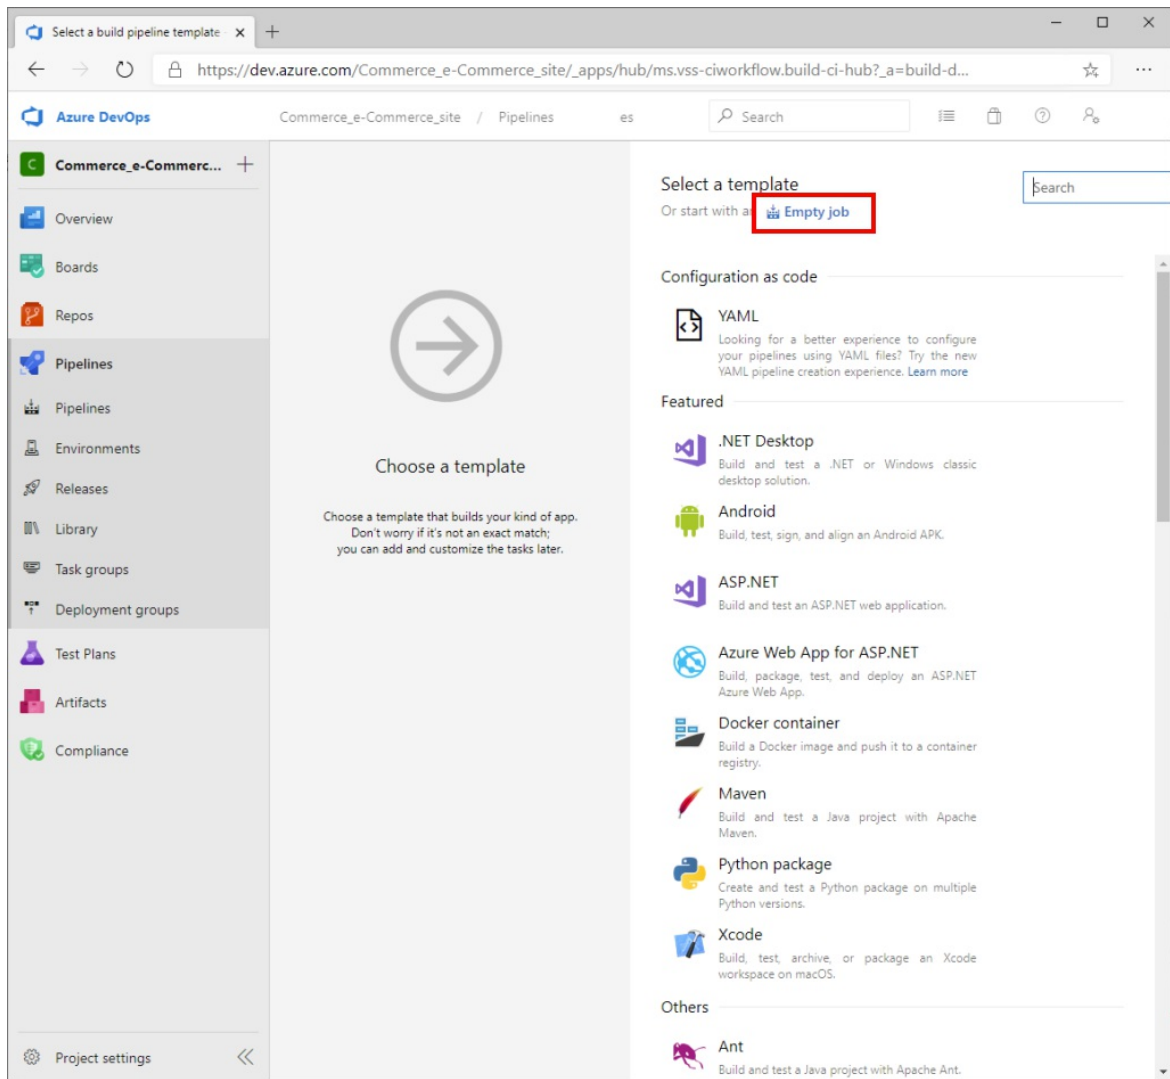 Select a build pipeline template
https://dev.azure.com/Commerce_e-Commerce_site/_apps/hub/ms.vss-ciworkflow.build-ci-hub?_a=build-d...
Azure DevOps
Commerce_e-Commerce_site / Pipelines es
Search
C Commerce_e-Commerc...
Overview
Boards
Repos
Pipelines
Pipelines
Environments
Releases
Library
Task groups
Deployment groups
Test Plans
Artifacts
Compliance
Project settings
Choose a template
Choose a template that builds your kind of app.
Don't worry if it's not an exact match;
you can add and customize the tasks later.
Select a template
Search
Or start with a Empty job
Configuration as code
YAML
Looking for a better experience to configure
your pipelines using YAML files? Try the new
YAML pipeline creation experience. Learn more
Featured
.NET Desktop
Build and test a .NET or Windows classic
desktop solution.
Android
Build, test, sign, and align an Android APK.
ASP.NET
Build and test an ASP.NET web application.
Azure Web App for ASP.NET
Build, package, test, and deploy an ASP.NET
Azure Web App.
Docker container
Build a Docker image and push it to a container
registry.
Maven
Build and test a Java project with Apache
Maven.
Python package
Create and test a Python package on multiple
Python versions.
Xcode
Build, test, archive, or package an Xcode
workspace on macOS.
Others
Ant
Build and test a Java project with Apache Ant.